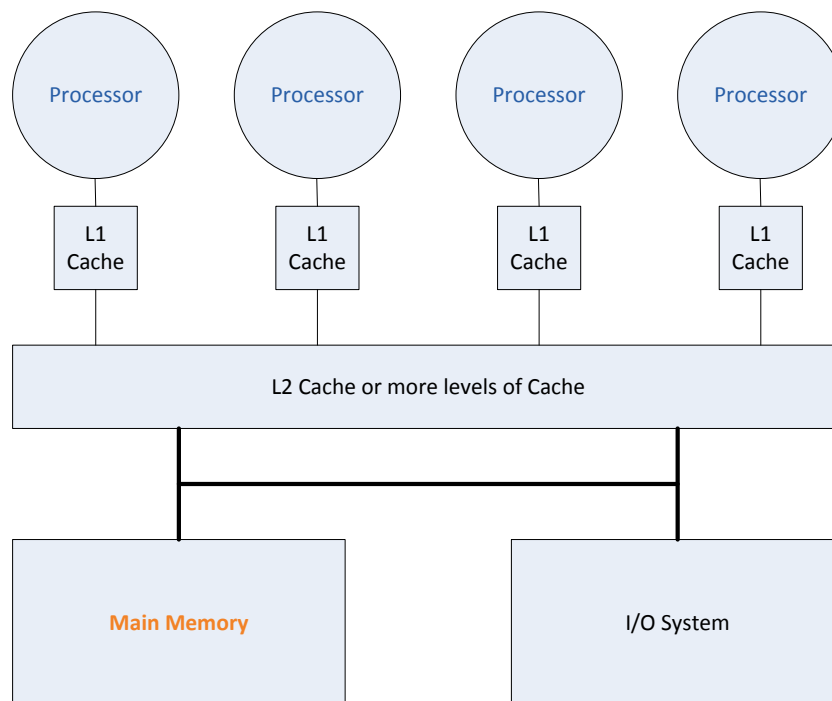 Processor
Processor
Processor
Processor
L1
Cache
L1
Cache
L1
Cache
L1
Cache
L2 Cache or more levels of Cache
Main Memory
I/O System